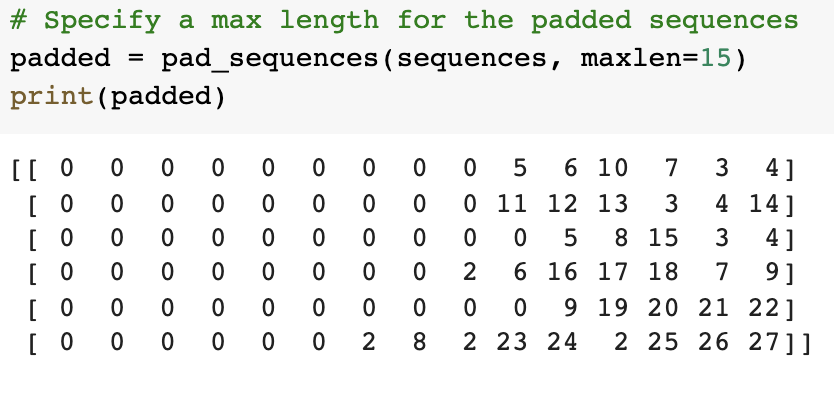 # Specify a max length for the padded sequences
padded = pad_sequences(sequences, maxlen=15)
print(padded)
[[ 0 0 0 0 0 0 0 0 0 5 6 10 7 3 4]
[ 0 0 0 0 0 0 0 0 0 11 12 13 3 4 14]
[ 0 0 0 0 0 0 0 0 0 0 5 8 15 3 4]
[ 0 0 0 0 0 0 0 0 2 6 16 17 18 7 9]
[ 0 0 0 0 0 0 0 0 0 0 9 19 20 21 22]
[ 0 0 0 0 0 0 2 8 2 23 24 2 25 26 27]]